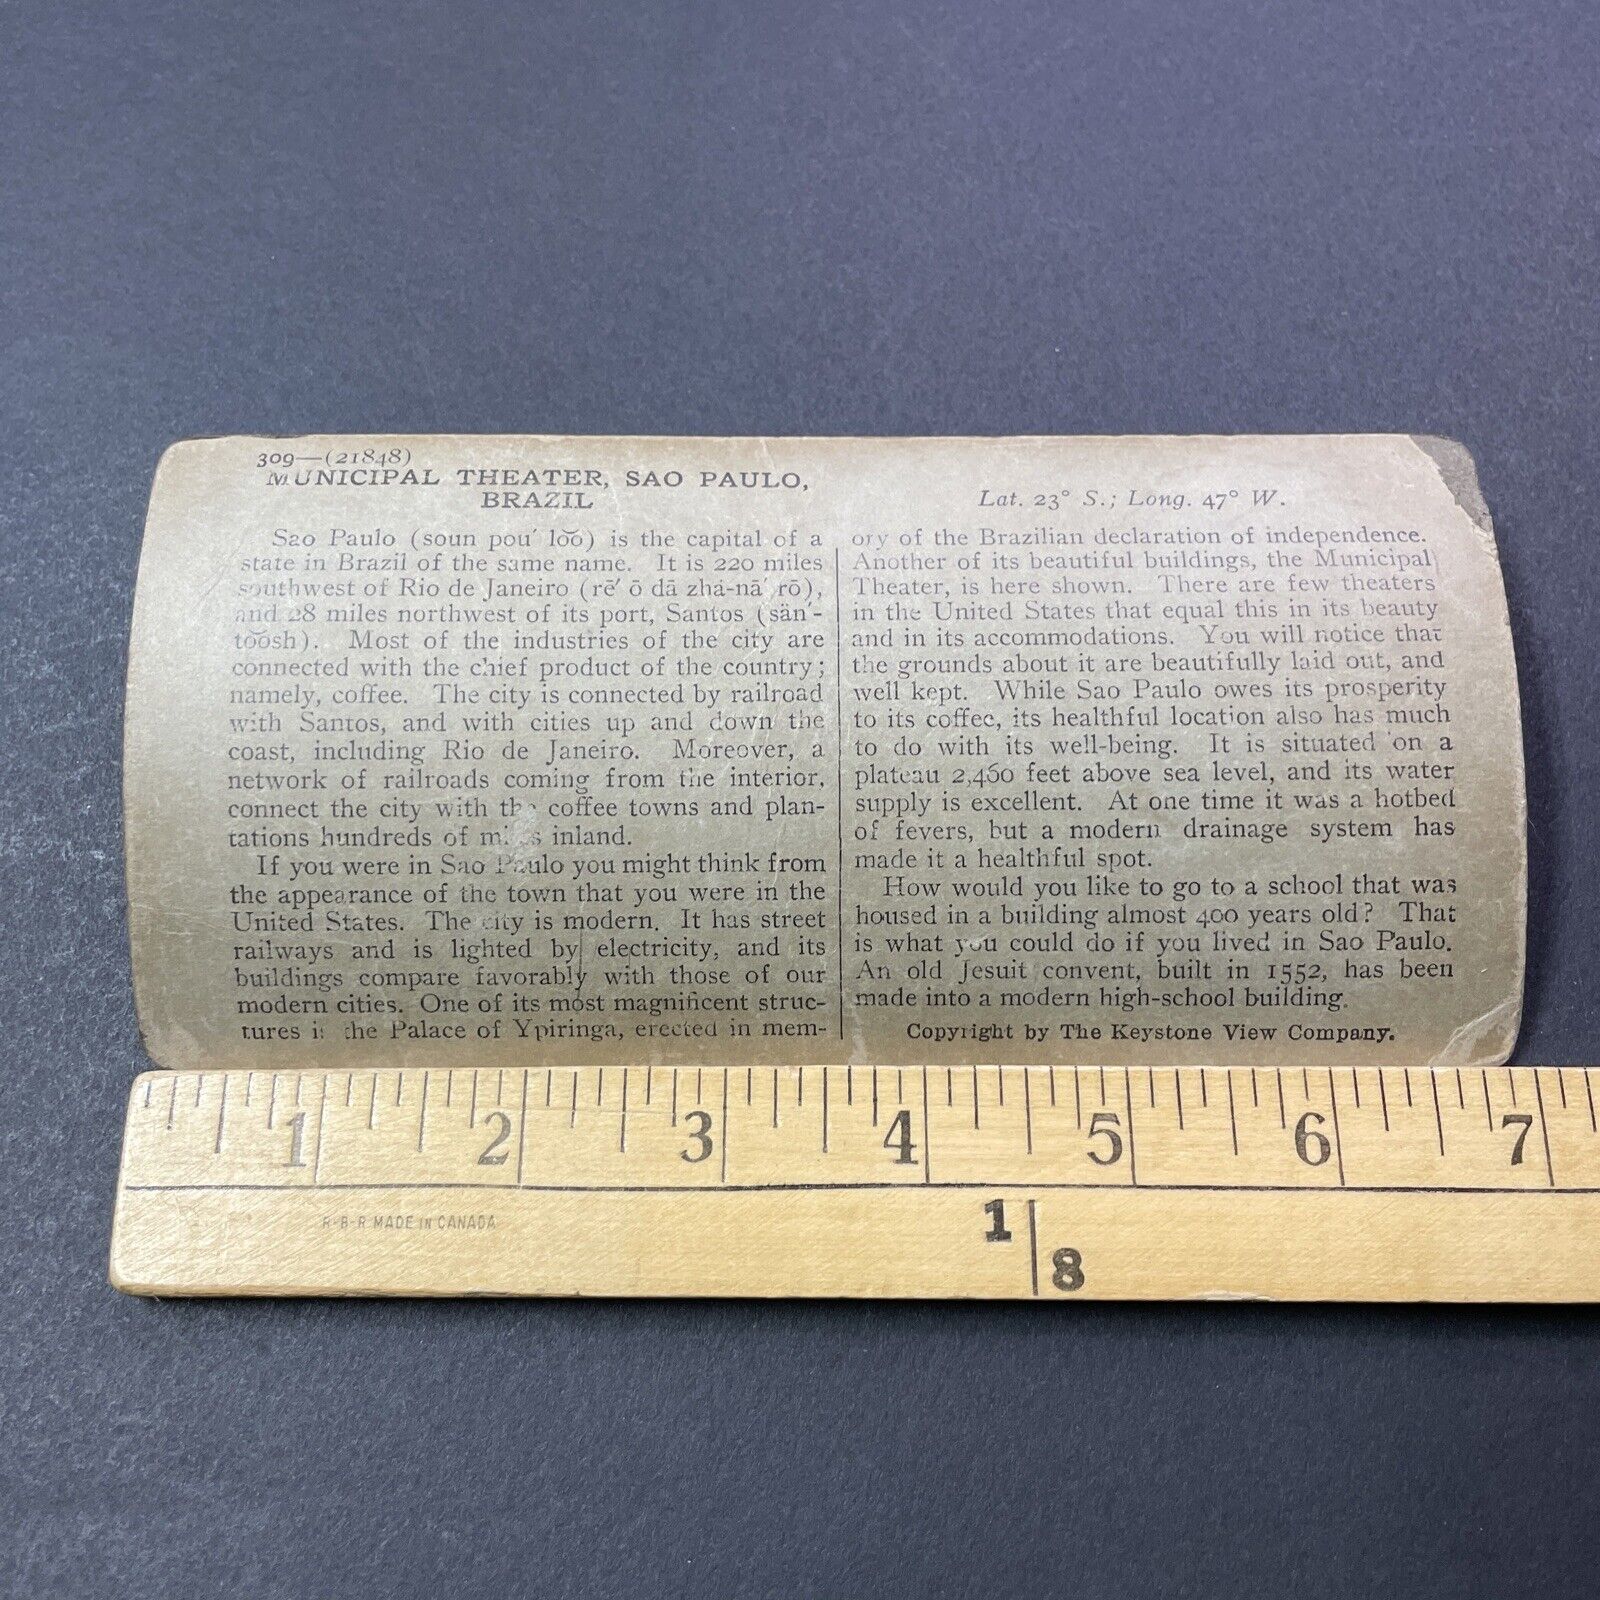 309—(21848)
MUNICIPAL THEATER, SAO PAULO,
BRAZIL
Sao Paulo (soun pou′ lo͝o) is the capital of a
state in Brazil of the same name. It is 220 miles
southwest of Rio de Janeiro (rē′ ō dā zhȧ-nā′ rō),
and 28 miles northwest of its port, Santos (sän′-
to͝osh). Most of the industries of the city are
connected with the chief product of the country;
namely, coffee. The city is connected by railroad
with Santos, and with cities up and down the
coast, including Rio de Janeiro. Moreover, a
network of railroads coming from the interior,
connect the city with the coffee towns and plan-
tations hundreds of miles inland.
If you were in Sao Paulo you might think from
the appearance of the town that you were in the
United States. The city is modern. It has street
railways and is lighted by electricity, and its
buildings compare favorably with those of our
modern cities. One of its most magnificent struc-
tures is the Palace of Ypiringa, erected in mem-
Lat. 23° S.; Long. 47° W.
ory of the Brazilian declaration of independence.
Another of its beautiful buildings, the Municipal
Theater, is here shown. There are few theaters
in the United States that equal this in its beauty
and in its accommodations. You will notice that
the grounds about it are beautifully laid out, and
well kept. While Sao Paulo owes its prosperity
to its coffee, its healthful location also has much
to do with its well-being. It is situated on a
plateau 2,460 feet above sea level, and its water
supply is excellent. At one time it was a hotbed
of fevers, but a modern drainage system has
made it a healthful spot.
How would you like to go to a school that was
housed in a building almost 400 years old? That
is what you could do if you lived in Sao Paulo.
An old Jesuit convent, built in 1552, has been
made into a modern high-school building.
Copyright by The Keystone View Company.
1 2 3 4 5 6 7
R-B-R MADE IN CANADA
1
8